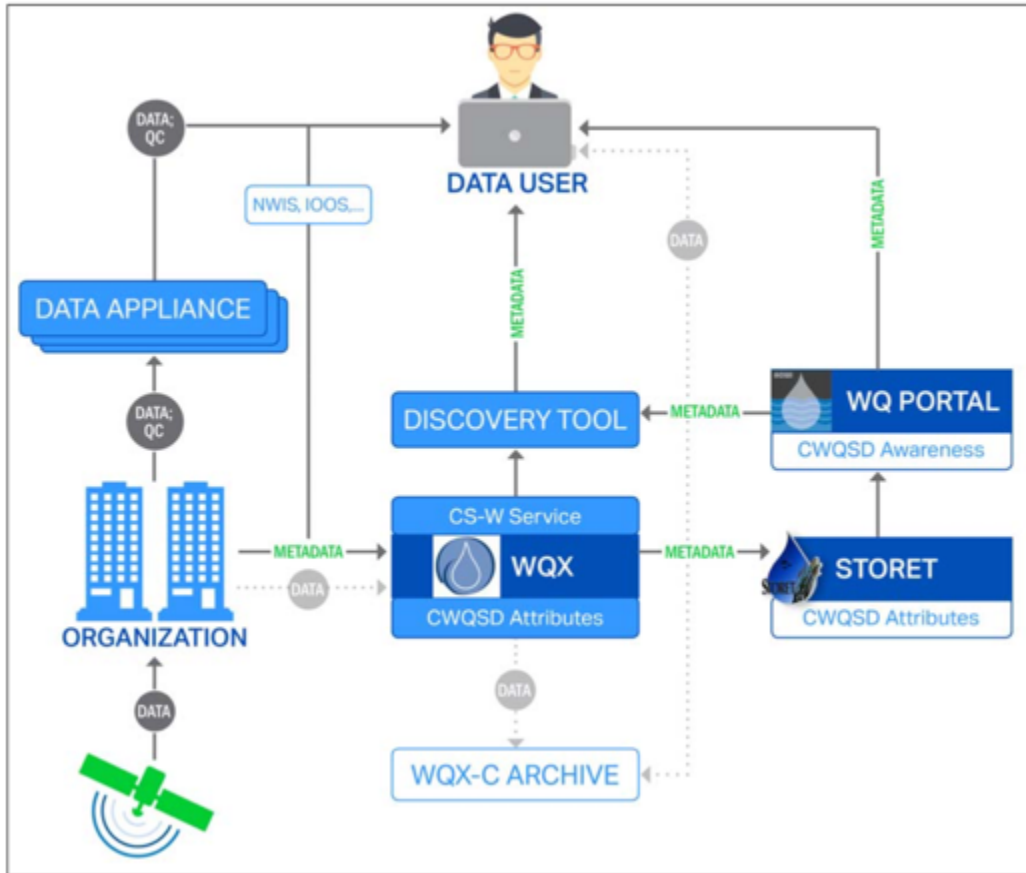 DATA;
QC
DATA USER
NWIS, IOOS,...
DATA
METADATA
METADATA
DATA APPLIANCE
DATA;
QC
DISCOVERY TOOL
METADATA
WQ PORTAL
CWQSD Awareness
CS-W Service
METADATA
WQX
METADATA
STORET
STORET
DATA
CWQSD Attributes
CWQSD Attributes
ORGANIZATION
DATA
DATA
WQX-C ARCHIVE